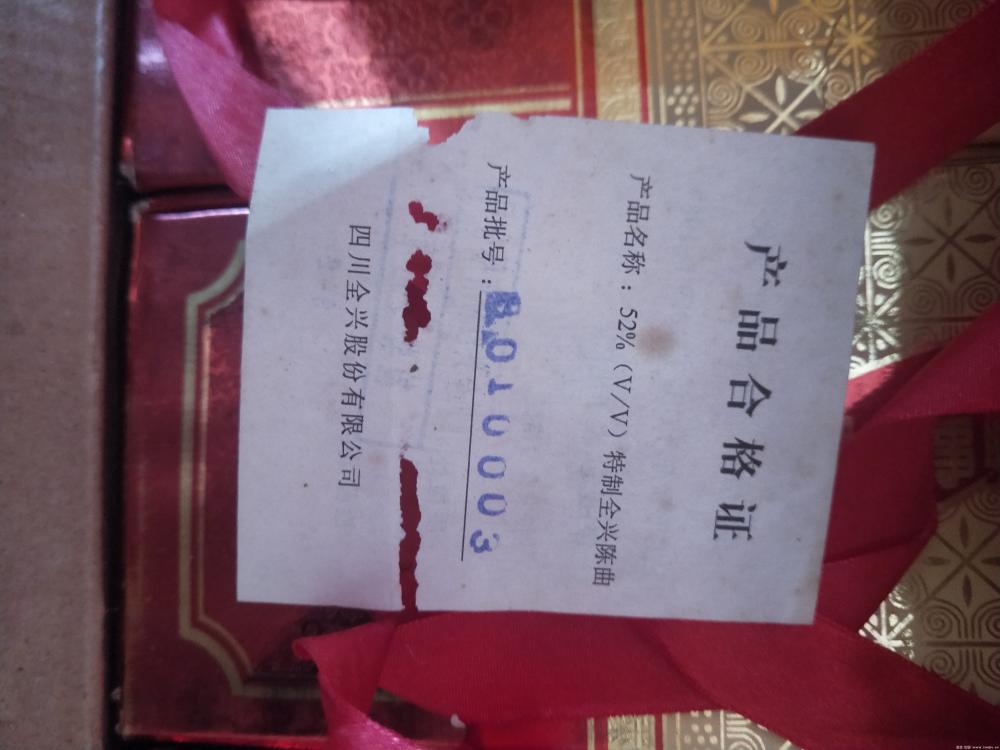 产品合格证
产品名称：52%（V/V）特制全兴陈曲
产品批号：
四川全兴股份有限公司